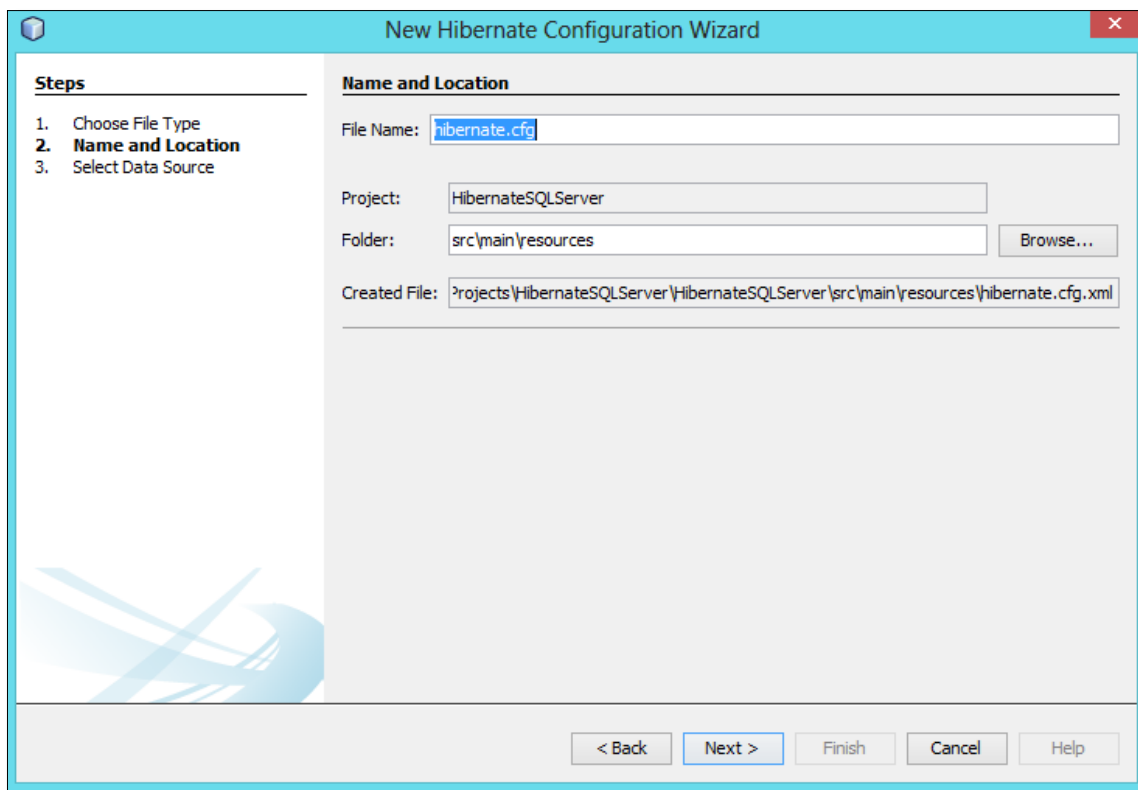 New Hibernate Configuration Wizard
Steps
1. Choose File Type
2. Name and Location
3. Select Data Source
Name and Location
File Name: hibernate.cfg
Project: HibernateSQLServer
Folder: src\main\resources Browse...
Created File: Projects\HibernateSQLServer\HibernateSQLServer\src\main\resources\hibernate.cfg.xml
< Back Next > Finish Cancel Help